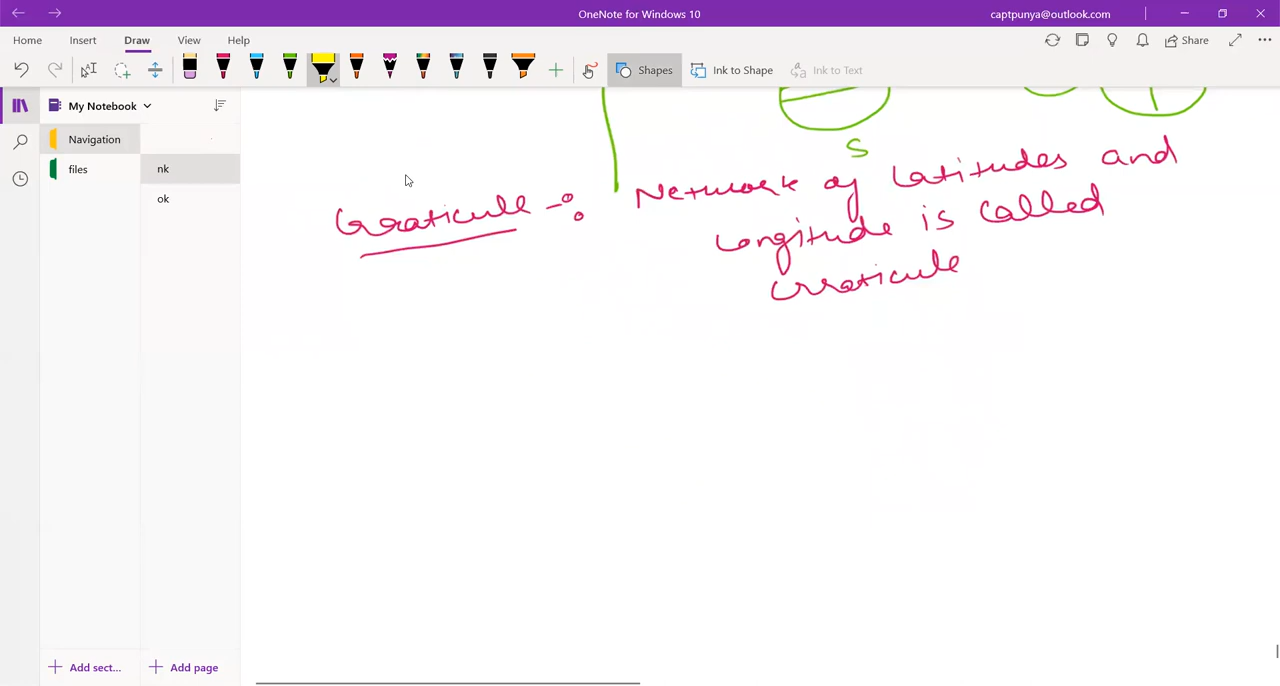 OneNote for Windows 10
captpunya@outlook.com
Home Insert Draw View Help
Share
Shapes Ink to Shape Ink to Text
My Notebook
Navigation
files
nk
ok
S
Graticule -: Network of Latitudes and
Longitude is called
Graticule
Add sect... Add page